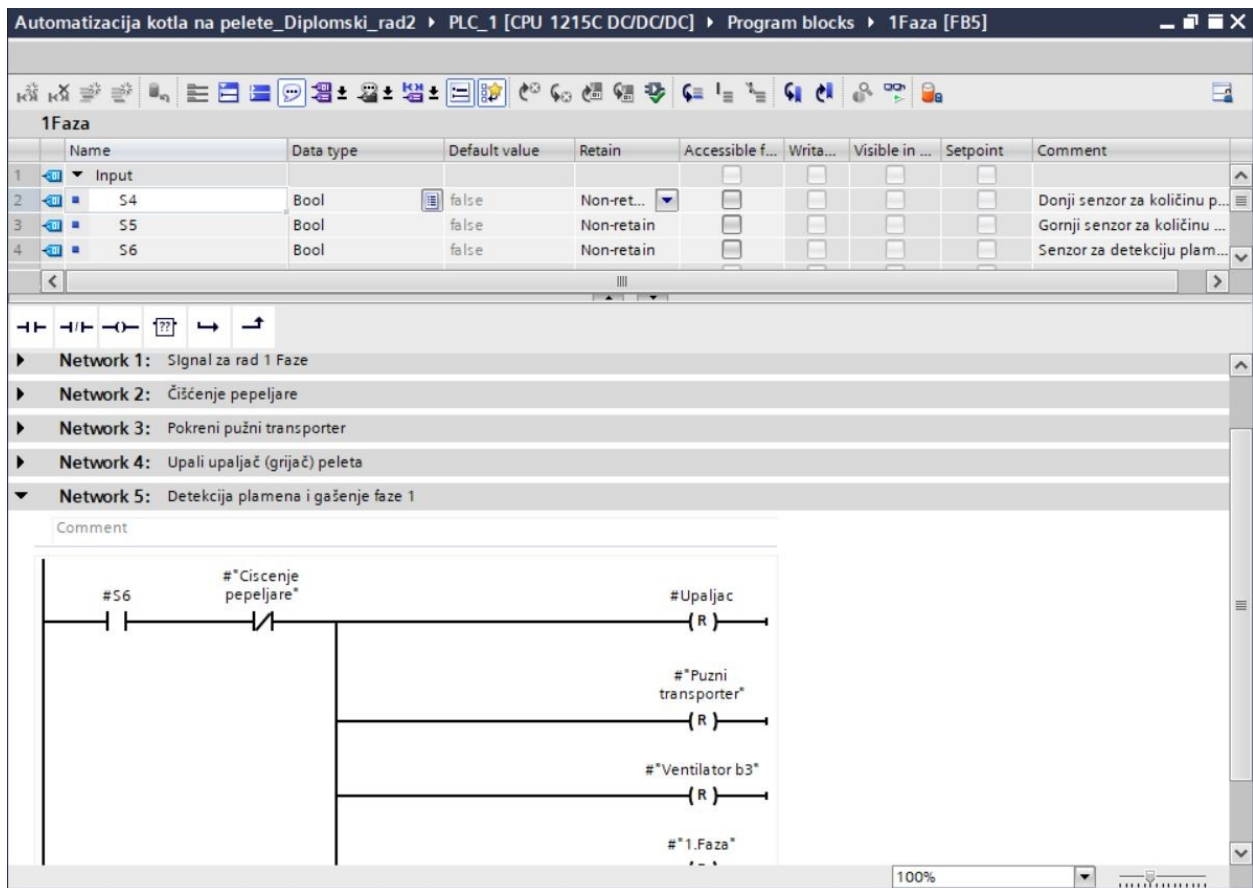 Automatizacija kotla na pelete_Diplomski_rad2 ▸ PLC_1 [CPU 1215C DC/DC/DC] ▸ Program blocks ▸ 1Faza [FB5]
1Faza
Name Data type Default value Retain Accessible f... Writa... Visible in ... Setpoint Comment
1 Input
2 S4 Bool false Non-ret... Donji senzor za količinu p...
3 S5 Bool false Non-retain Gornji senzor za količinu ...
4 S6 Bool false Non-retain Senzor za detekciju plam...
Network 1: SIgnal za rad 1 Faze
Network 2: Čišćenje pepeljare
Network 3: Pokreni pužni transporter
Network 4: Upali upaljač (grijač) peleta
Network 5: Detekcija plamena i gašenje faze 1
Comment
#S6
#"Ciscenje
pepeljare"
#Upaljac
( R )
#"Puzni
transporter"
( R )
#"Ventilator b3"
( R )
#"1.Faza"
100%